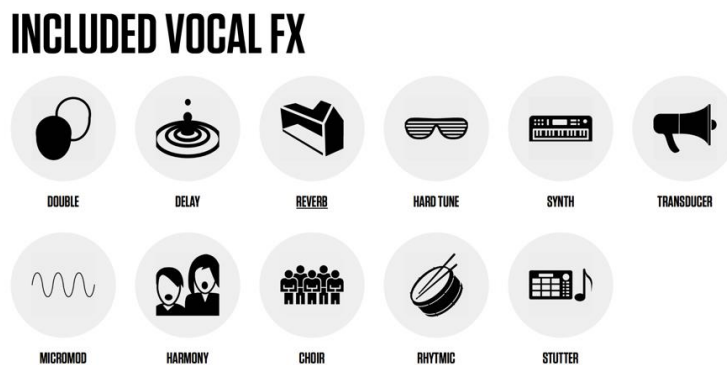 INCLUDED VOCAL FX
DOUBLE
DELAY
REVERB
HARD TUNE
SYNTH
TRANSDUCER
MICROMOD
HARMONY
CHOIR
RHYTMIC
STUTTER